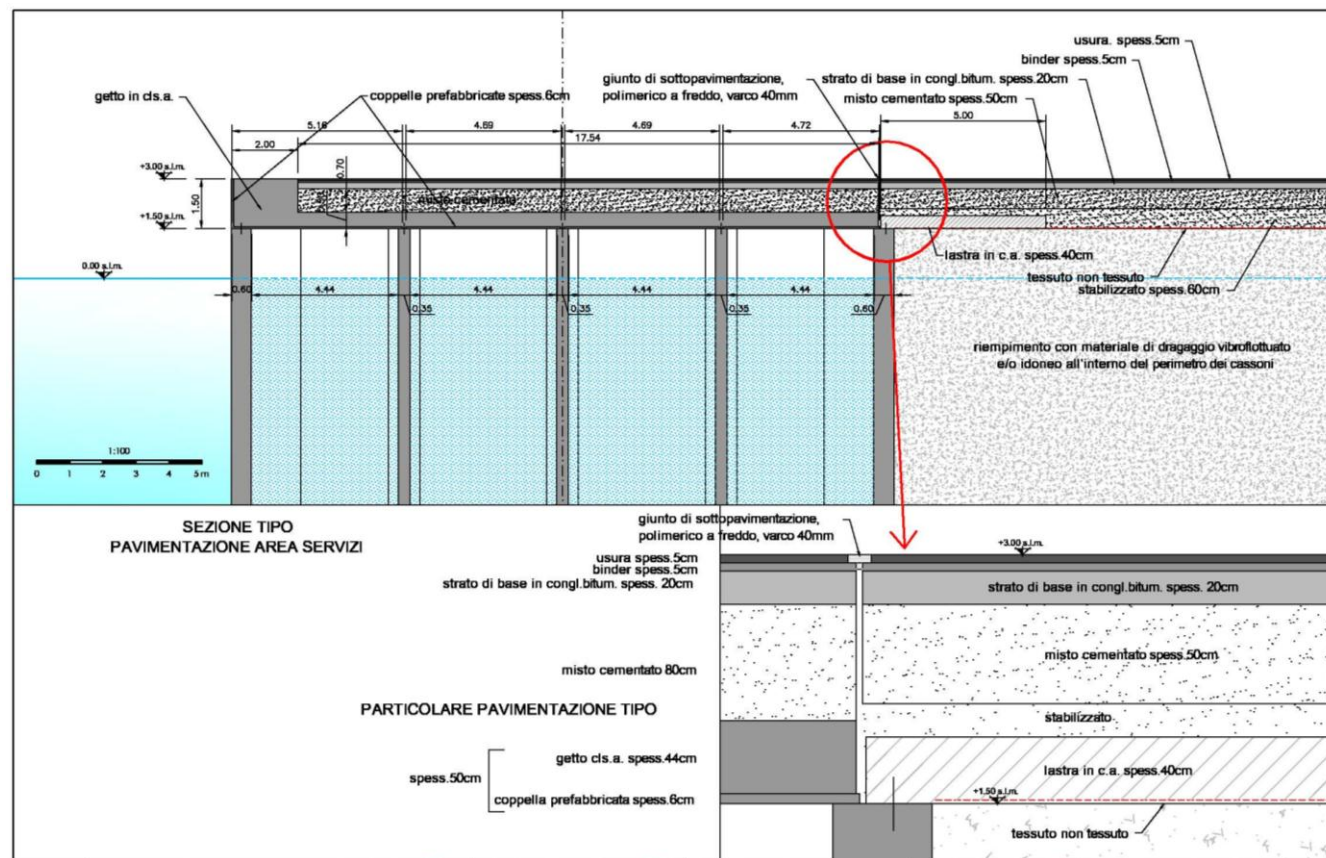 usura. spess.5cm
binder spess.5cm
giunto di sottopavimentazione,
polimerico a freddo, varco 40mm
strato di base in congl.bitum. spess.20cm
getto in cls.a.
coppelle prefabbricate spess.6cm
misto cementato spess.50cm
5.16
4.69
4.69
4.72
5.00
2.00
17.54
+3.00 s.l.m.
0.70
1.50
misto cementato
+1.50 s.l.m.
lastra in c.a. spess.40cm
0.00 s.l.m.
tessuto non tessuto
stabilizzato spess.60cm
0.60
4.44
4.44
4.44
4.44
0.35
0.35
0.35
0.60
riempimento con materiale di dragaggio vibroflottuato
e/o idoneo all'interno del perimetro dei cassoni
1:100
0 1 2 3 4 5 m
SEZIONE TIPO
PAVIMENTAZIONE AREA SERVIZI
giunto di sottopavimentazione,
polimerico a freddo, varco 40mm
+3.00 s.l.m.
usura spess.5cm
binder spess.5cm
strato di base in congl.bitum. spess. 20cm
strato di base in congl.bitum. spess. 20cm
misto cementato spess.50cm
misto cementato 80cm
PARTICOLARE PAVIMENTAZIONE TIPO
stabilizzato
getto cls.a. spess.44cm
spess.50cm
lastra in c.a. spess.40cm
coppella prefabbricata spess.6cm
+1.50 s.l.m.
tessuto non tessuto